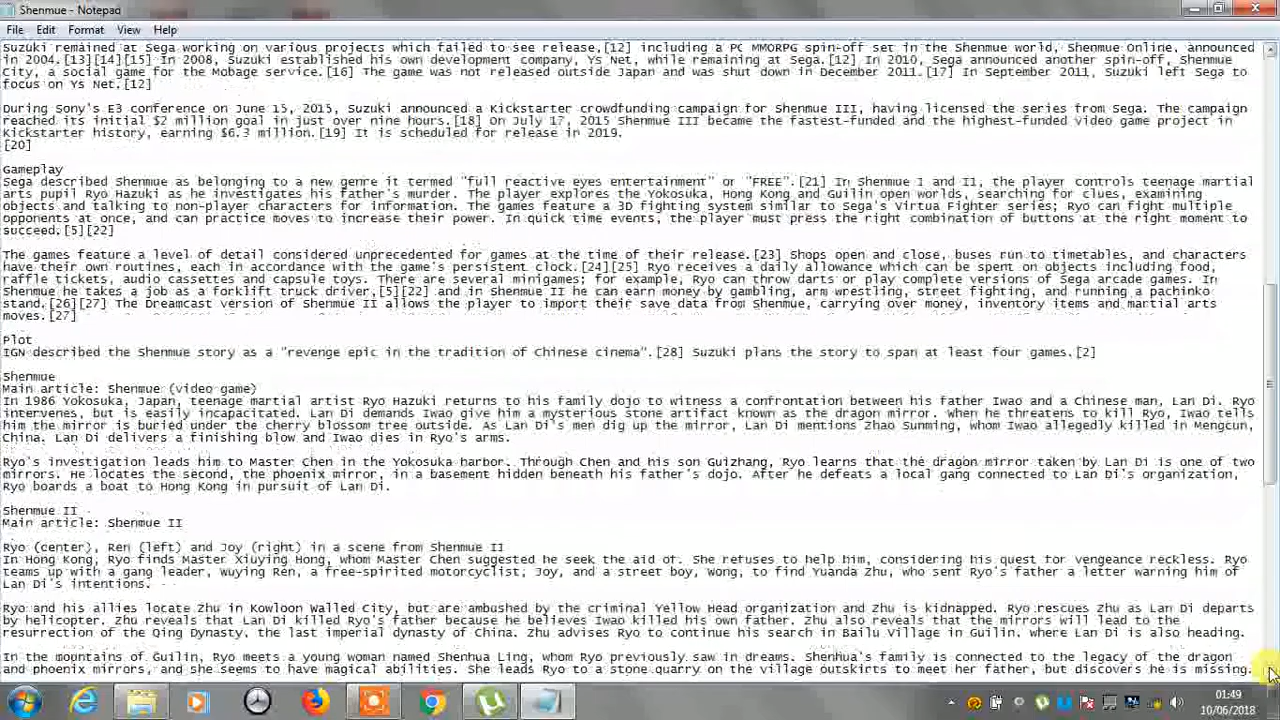 Shenmue - Notepad
File Edit Format View Help
Suzuki remained at Sega working on various projects which failed to see release,[12] including a PC MMORPG spin-off set in the Shenmue world, Shenmue Online, announced
in 2004.[13][14][15] In 2008, Suzuki established his own development company, Ys Net, while remaining at Sega.[12] In 2010, Sega announced another spin-off, Shenmue
City, a social game for the Mobage service.[16] The game was not released outside Japan and was shut down in December 2011.[17] In September 2011, Suzuki left Sega to
focus on Ys Net.[12]
During Sony's E3 conference on June 15, 2015, Suzuki announced a Kickstarter crowdfunding campaign for Shenmue III, having licensed the series from Sega. The campaign
reached its initial $2 million goal in just over nine hours.[18] On July 17, 2015 Shenmue III became the fastest-funded and the highest-funded video game project in
Kickstarter history, earning $6.3 million.[19] It is scheduled for release in 2019.
[20]
Gameplay
Sega described Shenmue as belonging to a new genre it termed "full reactive eyes entertainment" or "FREE".[21] In Shenmue I and II, the player controls teenage martial
arts pupil Ryo Hazuki as he investigates his father's murder. The player explores the Yokosuka, Hong Kong and Guilin open worlds, searching for clues, examining
objects and talking to non-player characters for information. The games feature a 3D fighting system similar to Sega's Virtua Fighter series; Ryo can fight multiple
opponents at once, and can practice moves to increase their power. In quick time events, the player must press the right combination of buttons at the right moment to
succeed.[5][22]
The games feature a level of detail considered unprecedented for games at the time of their release.[23] Shops open and close, buses run to timetables, and characters
have their own routines, each in accordance with the game's persistent clock.[24][25] Ryo receives a daily allowance which can be spent on objects including food,
raffle tickets, audio cassettes and capsule toys. There are several minigames; for example, Ryo can throw darts or play complete versions of Sega arcade games. In
Shenmue he takes a job as a forklift truck driver,[5][22] and in Shenmue II he can earn money by gambling, arm wrestling, street fighting, and running a pachinko
stand.[26][27] The Dreamcast version of Shenmue II allows the player to import their save data from Shenmue, carrying over money, inventory items and martial arts
moves.[27]
Plot
IGN described the Shenmue story as a "revenge epic in the tradition of Chinese cinema".[28] Suzuki plans the story to span at least four games.[2]
Shenmue
Main article: Shenmue (video game)
In 1986 Yokosuka, Japan, teenage martial artist Ryo Hazuki returns to his family dojo to witness a confrontation between his father Iwao and a Chinese man, Lan Di. Ryo
intervenes, but is easily incapacitated. Lan Di demands Iwao give him a mysterious stone artifact known as the dragon mirror. When he threatens to kill Ryo, Iwao tells
him the mirror is buried under the cherry blossom tree outside. As Lan Di's men dig up the mirror, Lan Di mentions Zhao Sunming, whom Iwao allegedly killed in Mengcun,
China. Lan Di delivers a finishing blow and Iwao dies in Ryo's arms.
Ryo's investigation leads him to Master Chen in the Yokosuka harbor. Through Chen and his son Guizhang, Ryo learns that the dragon mirror taken by Lan Di is one of two
mirrors. He locates the second, the phoenix mirror, in a basement hidden beneath his father's dojo. After he defeats a local gang connected to Lan Di's organization,
Ryo boards a boat to Hong Kong in pursuit of Lan Di.
Shenmue II
Main article: Shenmue II
Ryo (center), Ren (left) and Joy (right) in a scene from Shenmue II
In Hong Kong, Ryo finds Master Xiuying Hong, whom Master Chen suggested he seek the aid of. She refuses to help him, considering his quest for vengeance reckless. Ryo
teams up with a gang leader, Wuying Ren, a free-spirited motorcyclist; Joy, and a street boy, Wong, to find Yuanda Zhu, who sent Ryo's father a letter warning him of
Lan Di's intentions.
Ryo and his allies locate Zhu in Kowloon Walled City, but are ambushed by the criminal Yellow Head organization and Zhu is kidnapped. Ryo rescues Zhu as Lan Di departs
by helicopter. Zhu reveals that Lan Di killed Ryo's father because he believes Iwao killed his own father. Zhu also reveals that the mirrors will lead to the
resurrection of the Qing Dynasty, the last imperial dynasty of China. Zhu advises Ryo to continue his search in Bailu Village in Guilin, where Lan Di is also heading.
In the mountains of Guilin, Ryo meets a young woman named Shenhua Ling, whom Ryo previously saw in dreams. Shenhua's family is connected to the legacy of the dragon
and phoenix mirrors, and she seems to have magical abilities. She leads Ryo to a stone quarry on the village outskirts to meet her father, but discovers he is missing.
01:49
10/06/2018